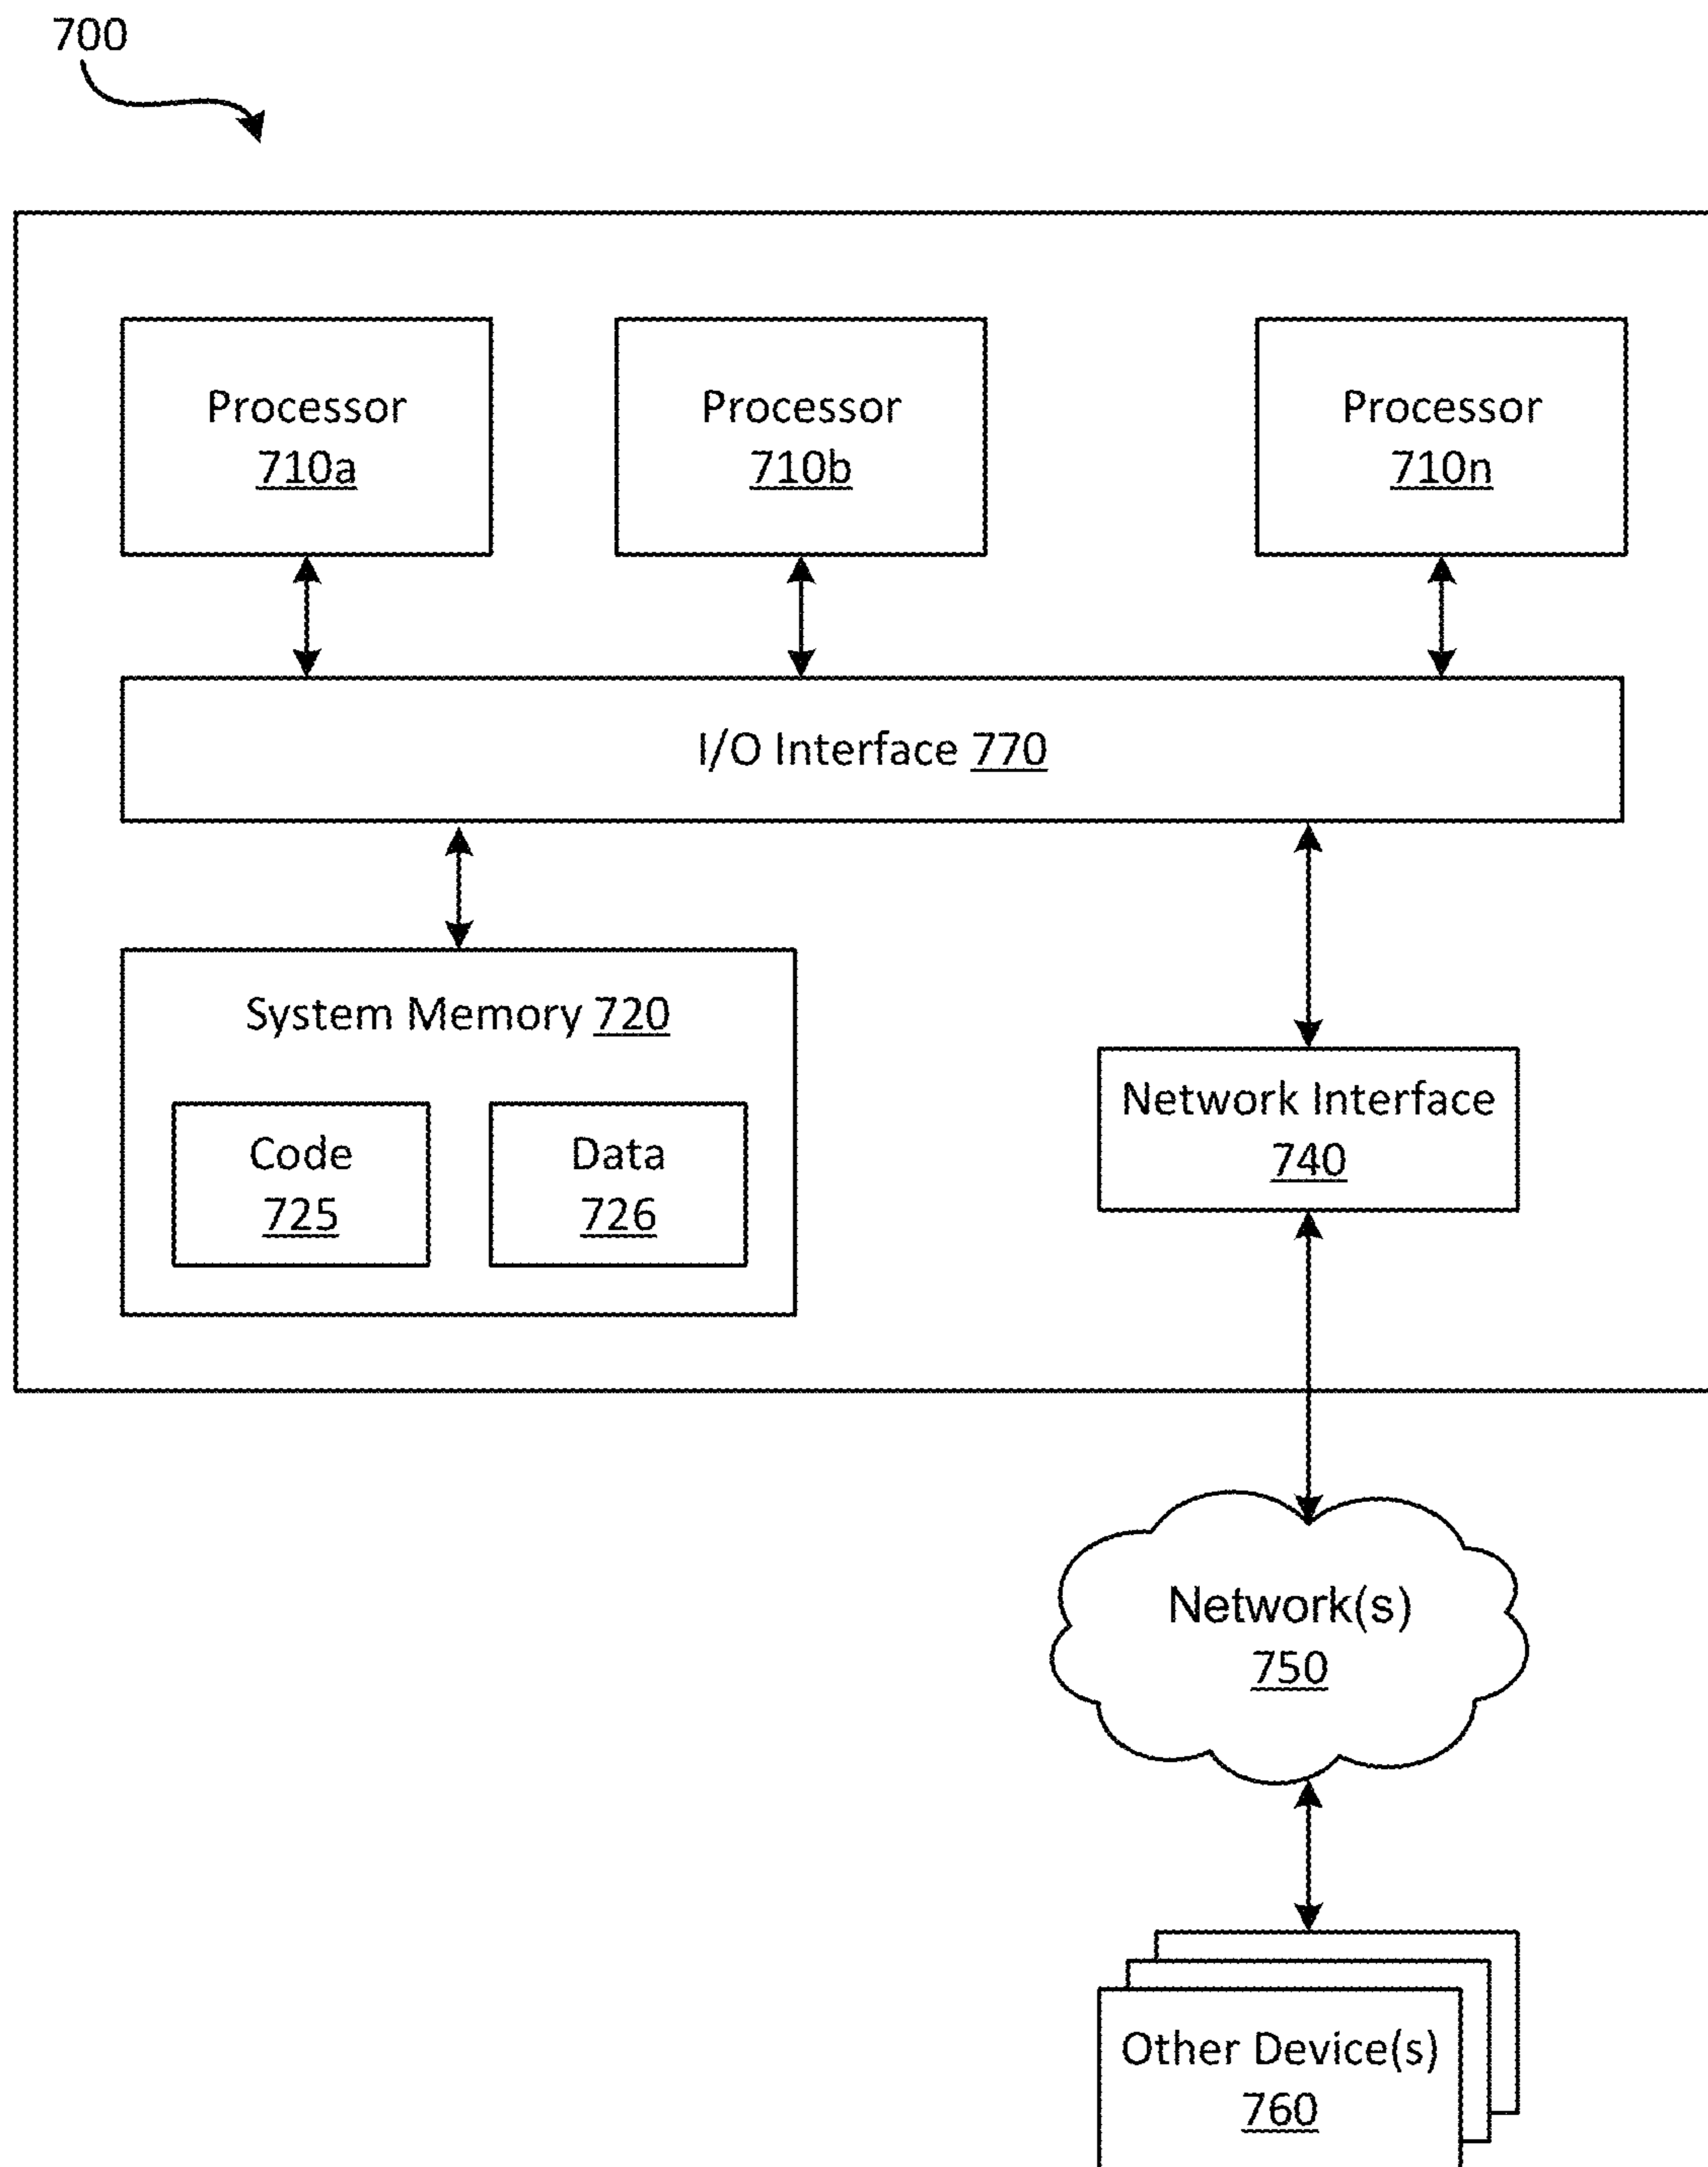 700
Processor
710a
Processor
710b
Processor
710n
I/O Interface 770
System Memory 720
Code
725
Data
726
Network Interface
740
Network(s)
750
Other Device(s)
760